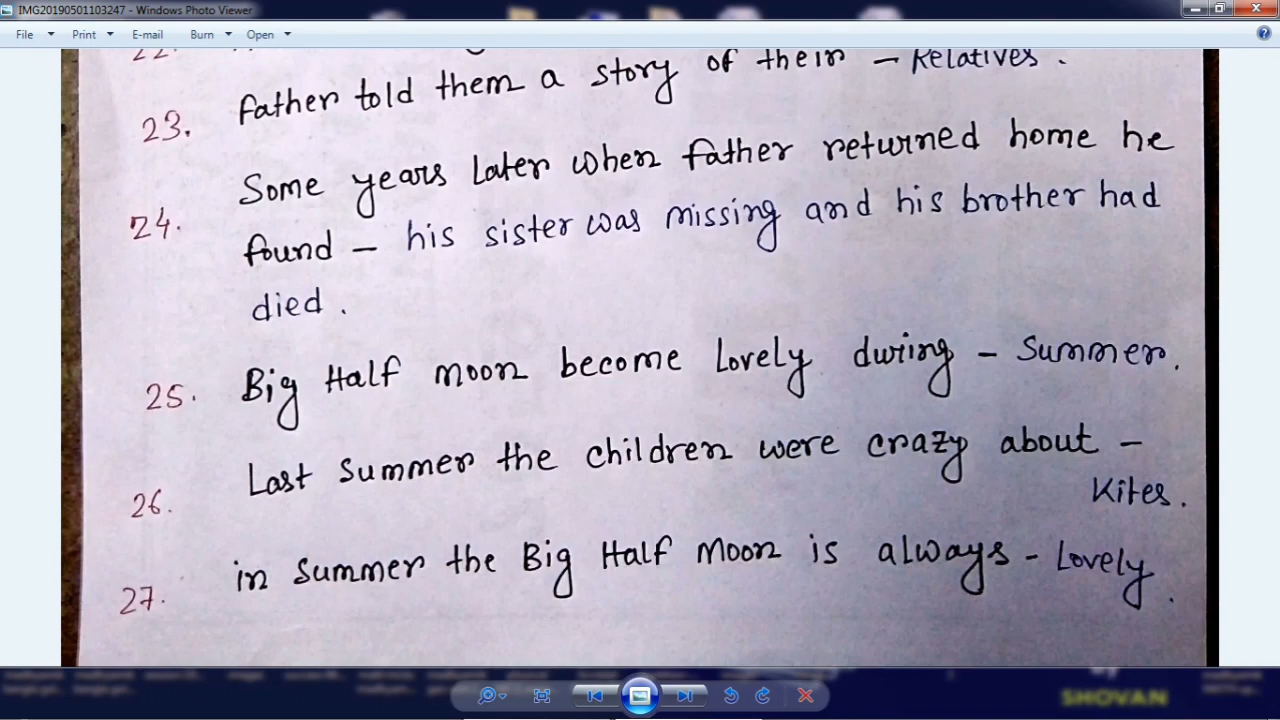 IMG20190501103247 - Windows Photo Viewer
File Print E-mail Burn Open
22.
23. Father told them a story of their - Relatives.
24. Some years Later when father returned home he
found - his sister was missing and his brother had
died.
25. Big Half moon become Lovely during - Summer.
26. Last Summer the children were crazy about -
Kites.
27. in Summer the Big Half Moon is always - Lovely.
SHOVAN